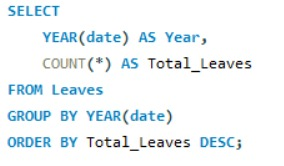 SELECT
    YEAR(date) AS Year,
    COUNT(*) AS Total_Leaves
FROM Leaves
GROUP BY YEAR(date)
ORDER BY Total_Leaves DESC;